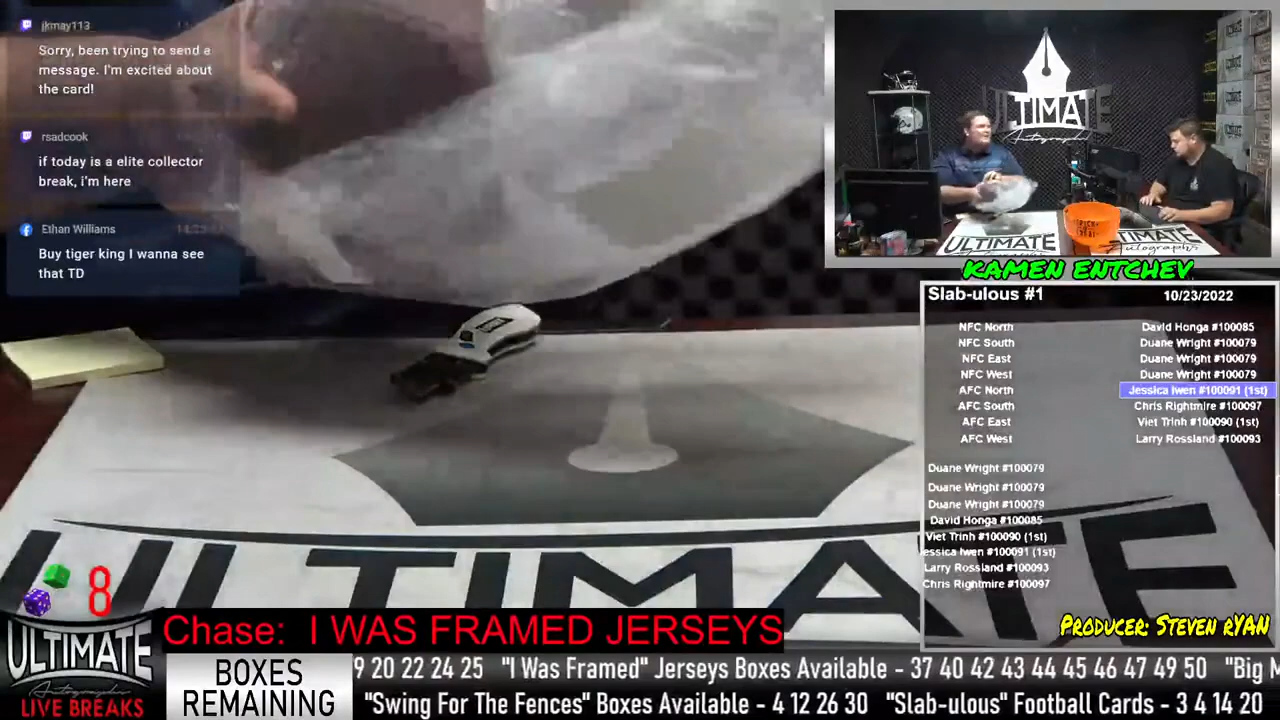 jkmay113
Sorry, been trying to send a
message. I'm excited about
the card!
rsadcook
if today is a elite collector
break, i'm here
Ethan Williams
Buy tiger king I wanna see
that TD
ULTIMATE
ULTIMATE
Autographs
KAMEN ENTCHEV
Slab-ulous #1 10/23/2022
NFC North David Honga #100085
NFC South Duane Wright #100079
NFC East Duane Wright #100079
NFC West Duane Wright #100079
AFC North Jessica Iwen #100091 (1st)
AFC South Chris Rightmire #100097
AFC East Viet Trinh #100090 (1st)
AFC West Larry Rossland #100093
Duane Wright #100079
Duane Wright #100079
Duane Wright #100079
David Honga #100085
Viet Trinh #100090 (1st)
essica Iwen #100091 (1st)
Larry Rossland #100093
Chris Rightmire #100097
PRODUCER: STEVEN RYAN
ULTIMATE
8
ULTIMATE
Autographs
LIVE BREAKS
Chase: I WAS FRAMED JERSEYS
BOXES
REMAINING
9 20 22 24 25 "I Was Framed" Jerseys Boxes Available - 37 40 42 43 44 45 46 47 49 50 "Big M
"Swing For The Fences" Boxes Available - 4 12 26 30 "Slab-ulous" Football Cards - 3 4 14 20